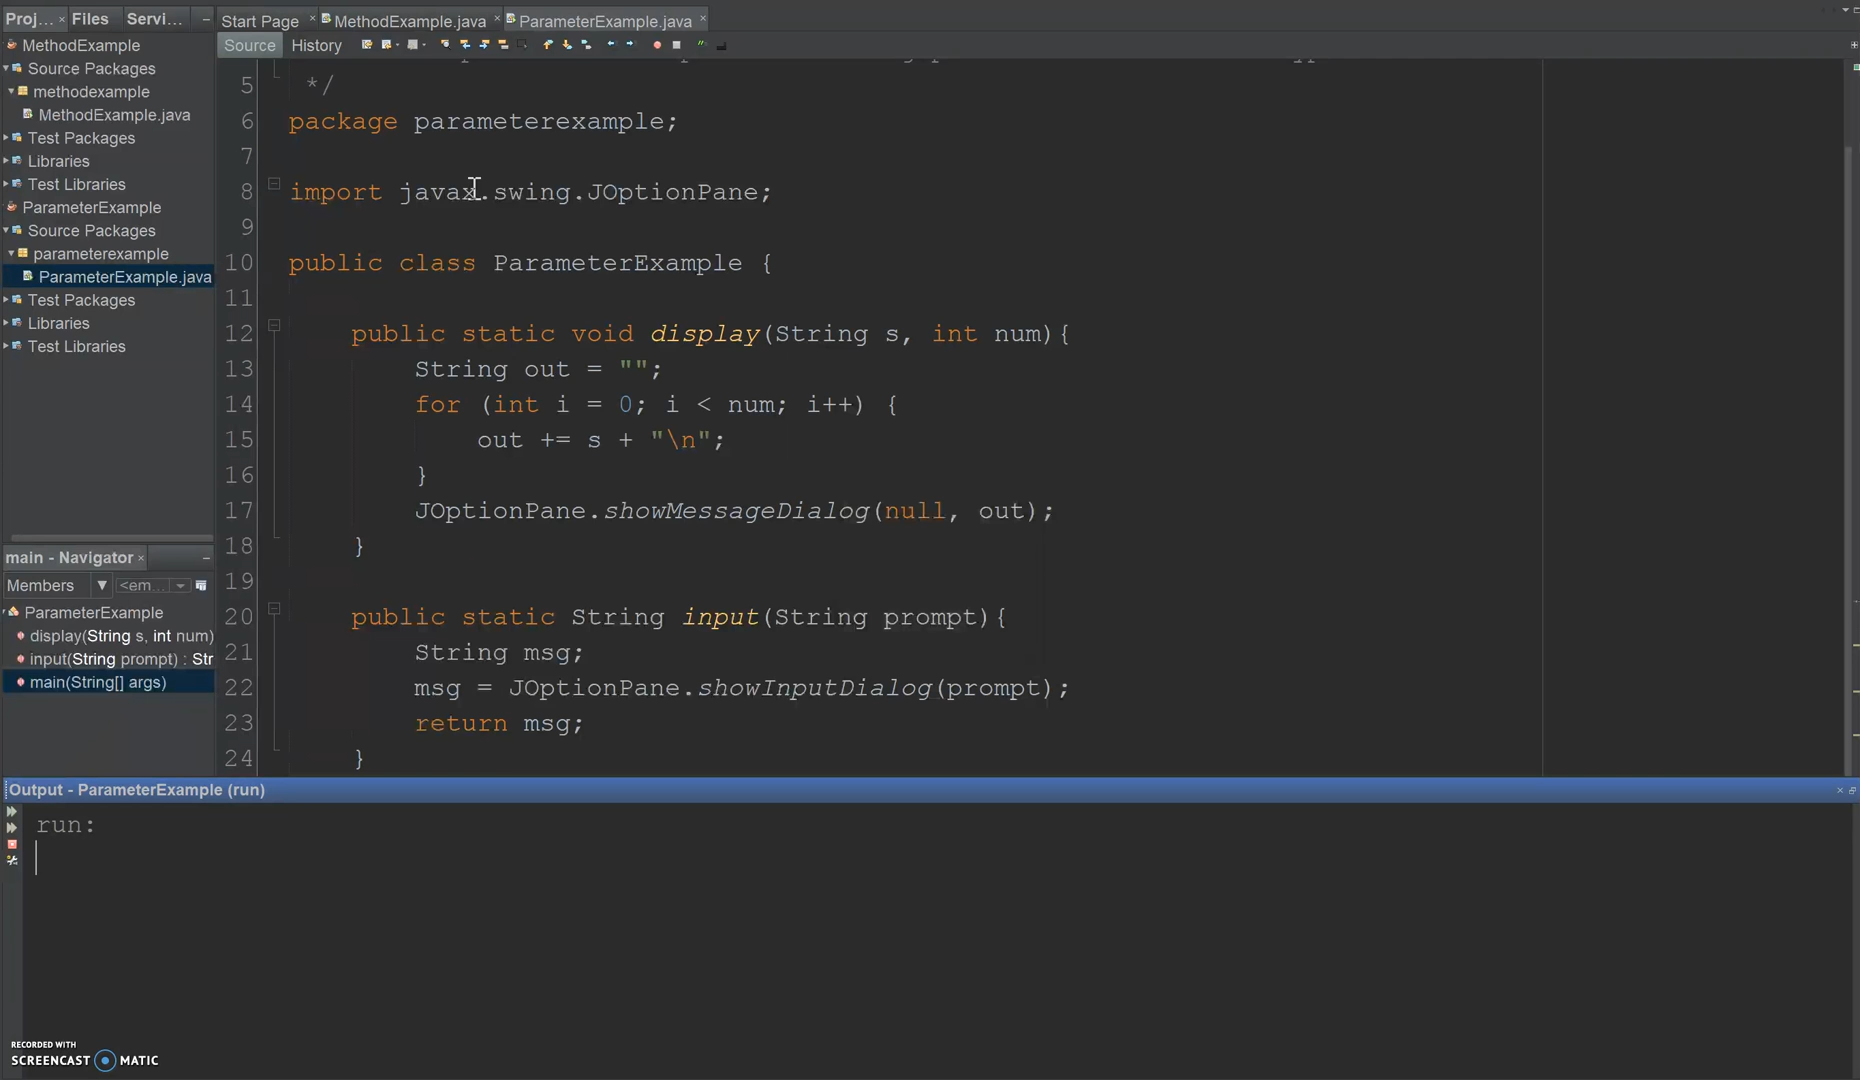 Proj... Files Servi...
Start Page MethodExample.java ParameterExample.java
Source History
MethodExample
Source Packages
methodexample
MethodExample.java
Test Packages
Libraries
Test Libraries
ParameterExample
Source Packages
parameterexample
ParameterExample.java
Test Packages
Libraries
Test Libraries
main - Navigator
Members <em...
ParameterExample
display(String s, int num)
input(String prompt) : Str
main(String[] args)
5 */
6 package parameterexample;
7
8 import javax.swing.JOptionPane;
9
10 public class ParameterExample {
11
12 public static void display(String s, int num){
13 String out = "";
14 for (int i = 0; i < num; i++) {
15 out += s + "\n";
16 }
17 JOptionPane.showMessageDialog(null, out);
18 }
19
20 public static String input(String prompt){
21 String msg;
22 msg = JOptionPane.showInputDialog(prompt);
23 return msg;
24 }
Output - ParameterExample (run)
run:
RECORDED WITH
SCREENCAST MATIC